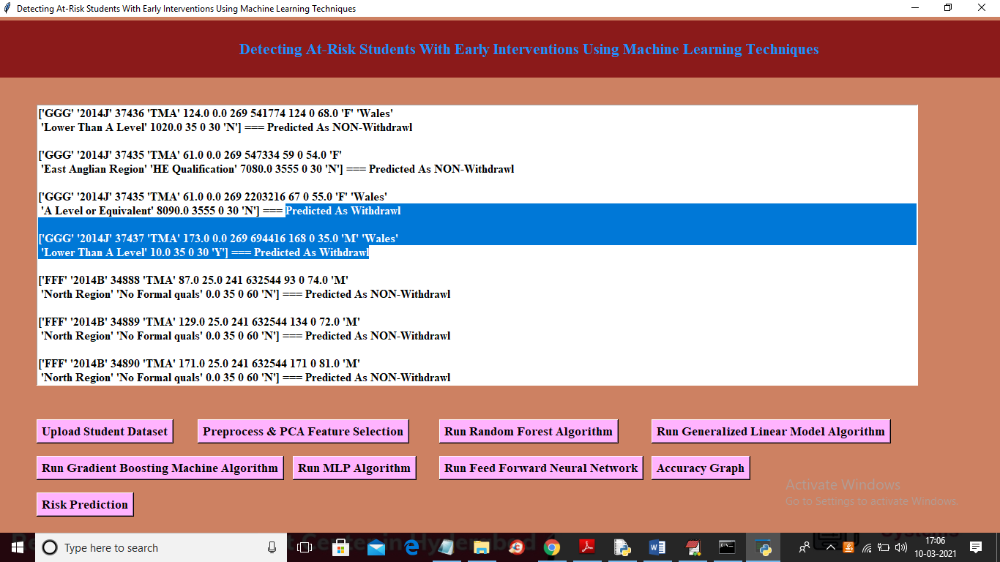 Detecting At-Risk Students With Early Interventions Using Machine Learning Techniques
Detecting At-Risk Students With Early Interventions Using Machine Learning Techniques
['GGG' '2014J' 37436 'TMA' 124.0 0.0 269 541774 124 0 68.0 'F' 'Wales'
'Lower Than A Level' 1020.0 35 0 30 'N'] === Predicted As NON-Withdrawl
['GGG' '2014J' 37435 'TMA' 61.0 0.0 269 547334 59 0 54.0 'F'
'East Anglian Region' 'HE Qualification' 7080.0 3555 0 30 'N'] === Predicted As NON-Withdrawl
['GGG' '2014J' 37435 'TMA' 61.0 0.0 269 2203216 67 0 55.0 'F' 'Wales'
'A Level or Equivalent' 8090.0 3555 0 30 'N'] === Predicted As Withdrawl
['GGG' '2014J' 37437 'TMA' 173.0 0.0 269 694416 168 0 35.0 'M' 'Wales'
'Lower Than A Level' 10.0 35 0 30 'Y'] === Predicted As Withdrawl
['FFF' '2014B' 34888 'TMA' 87.0 25.0 241 632544 93 0 74.0 'M'
'North Region' 'No Formal quals' 0.0 35 0 60 'N'] === Predicted As NON-Withdrawl
['FFF' '2014B' 34889 'TMA' 129.0 25.0 241 632544 134 0 72.0 'M'
'North Region' 'No Formal quals' 0.0 35 0 60 'N'] === Predicted As NON-Withdrawl
['FFF' '2014B' 34890 'TMA' 171.0 25.0 241 632544 171 0 81.0 'M'
'North Region' 'No Formal quals' 0.0 35 0 60 'N'] === Predicted As NON-Withdrawl
Upload Student Dataset Preprocess & PCA Feature Selection Run Random Forest Algorithm Run Generalized Linear Model Algorithm
Run Gradient Boosting Machine Algorithm Run MLP Algorithm Run Feed Forward Neural Network Accuracy Graph
Activate Windows
Go to Settings to activate Windows.
Risk Prediction
Type here to search
17:06
10-03-2021